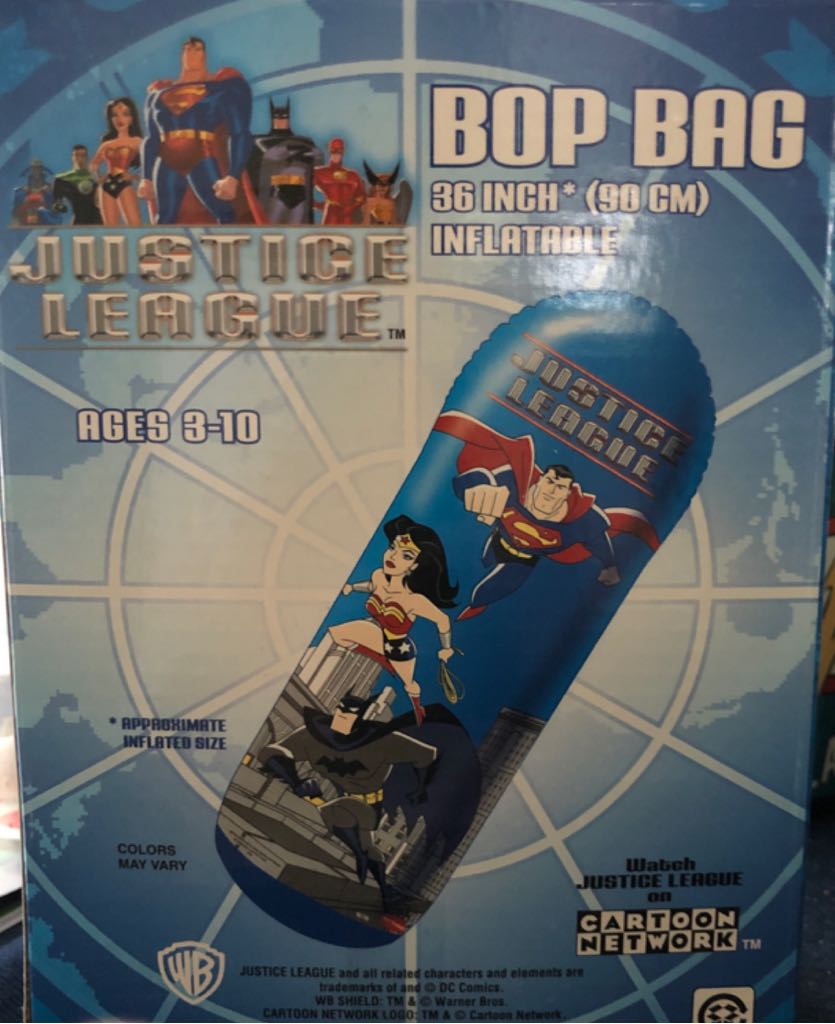 BOP BAG
36 INCH* (90 CM)
INFLATABLE
JUSTICE
LEAGUE™
AGES 3-10
JUSTICE
LEAGUE
* APPROXIMATE
INFLATED SIZE
COLORS
MAY VARY
Watch
JUSTICE LEAGUE
on
CARTOON
NETWORK TM
WB
JUSTICE LEAGUE and all related characters and elements are
trademarks of and © DC Comics.
WB SHIELD: TM & © Warner Bros.
CARTOON NETWORK LOGO: TM & © Cartoon Network.